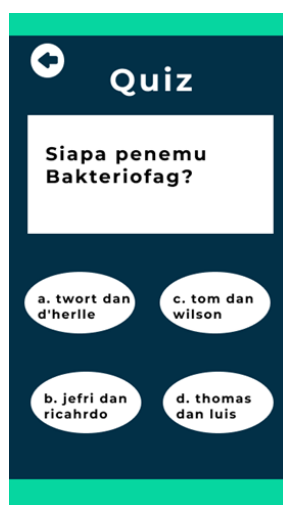 Quiz
Siapa penemu
Bakteriofag?
a. twort dan
d'herlle
c. tom dan
wilson
b. jefri dan
ricahrdo
d. thomas
dan luis